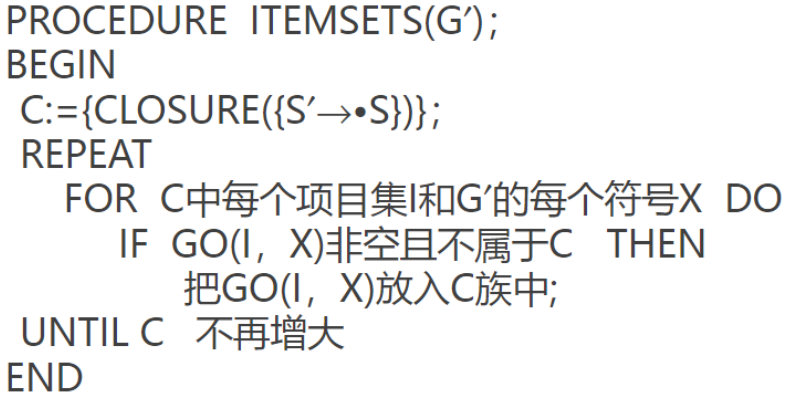 PROCEDURE ITEMSETS(G′);
BEGIN
C:={CLOSURE({S′→•S})};
REPEAT
FOR C中每个项目集I和G′的每个符号X DO
IF GO(I，X)非空且不属于C THEN
把GO(I，X)放入C族中;
UNTIL C 不再增大
END